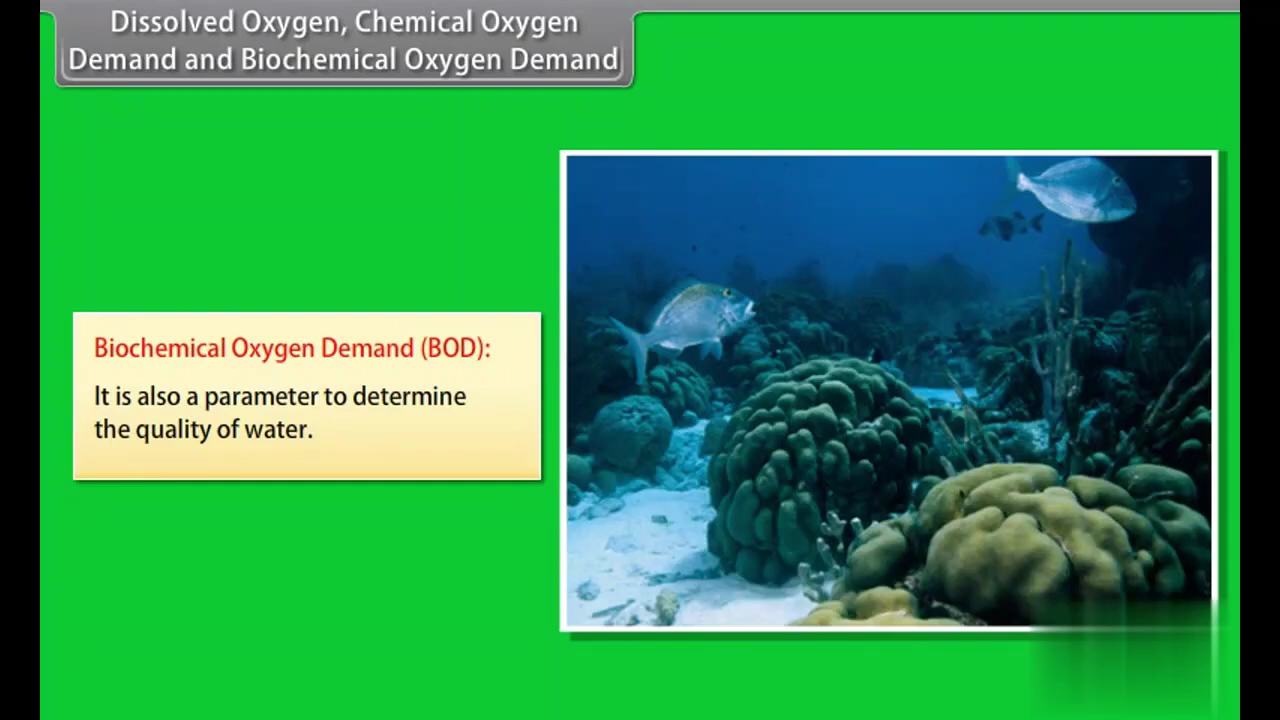 Dissolved Oxygen, Chemical Oxygen
Demand and Biochemical Oxygen Demand
Biochemical Oxygen Demand (BOD):
It is also a parameter to determine
the quality of water.